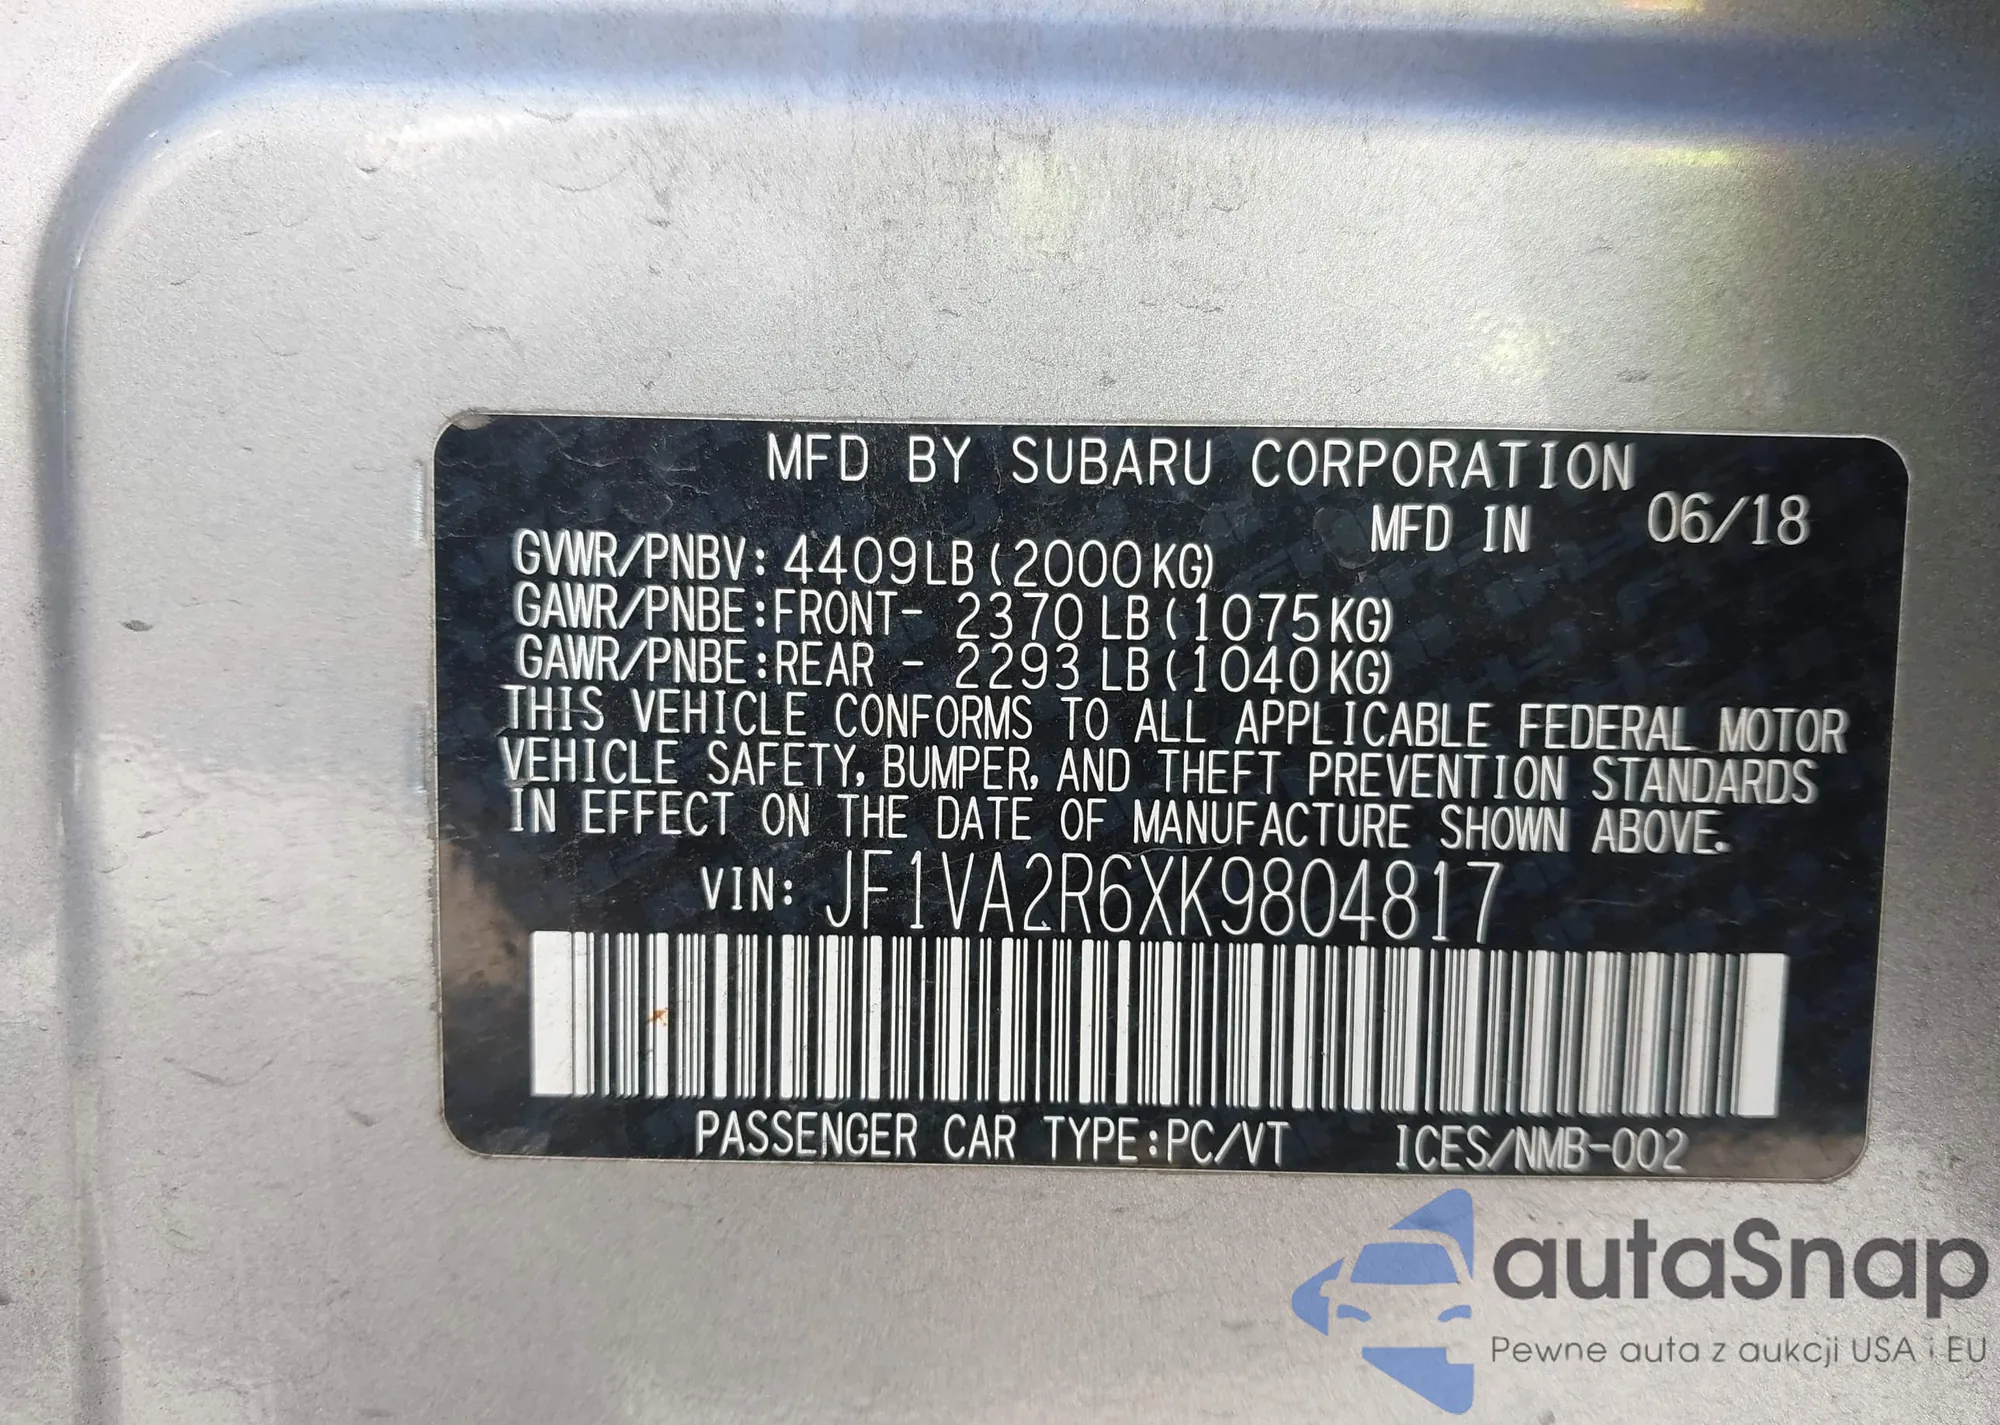 MFD BY SUBARU CORPORATION
MFD IN 06/18
GVWR/PNBV: 4409LB (2000KG)
GAWR/PNBE:FRONT- 2370 LB (1075KG)
GAWR/PNBE:REAR - 2293 LB (1040KG)
THIS VEHICLE CONFORMS TO ALL APPLICABLE FEDERAL MOTOR
VEHICLE SAFETY, BUMPER, AND THEFT PREVENTION STANDARDS
IN EFFECT ON THE DATE OF MANUFACTURE SHOWN ABOVE.
VIN: JF1VA2R6XK9804817
PASSENGER CAR TYPE:PC/VT ICES/NMB-002
autaSnap
Pewne auta z aukcji USA i EU